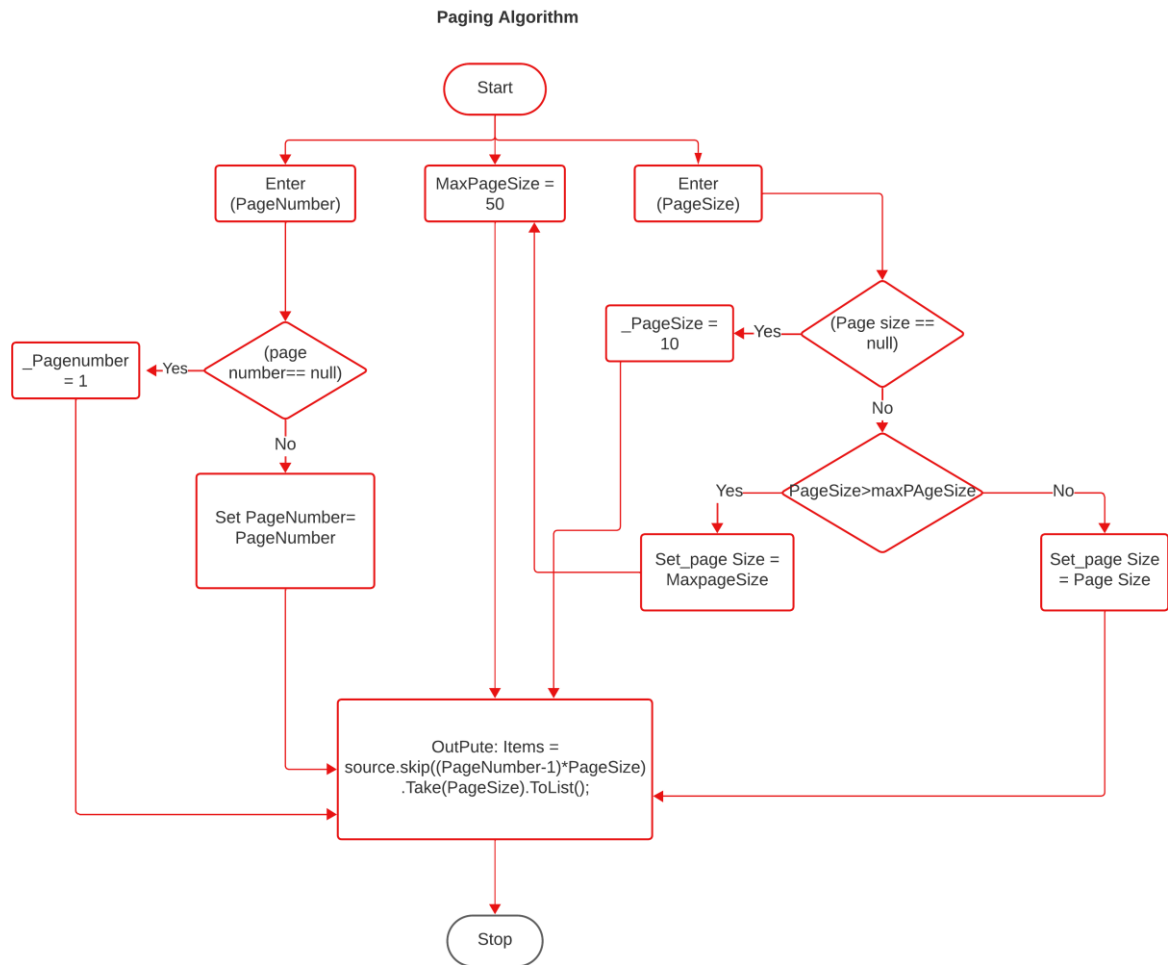 Paging Algorithm
Start
Enter
(PageNumber)
MaxPageSize =
50
Enter
(PageSize)
(page
number== null)
Yes
_Pagenumber
= 1
No
Set PageNumber=
PageNumber
(Page size ==
null)
Yes
_PageSize =
10
No
PageSize>maxPAgeSize
Yes
Set_page Size =
MaxpageSize
No
Set_page Size
= Page Size
OutPute: Items =
source.skip((PageNumber-1)*PageSize)
.Take(PageSize).ToList();
Stop